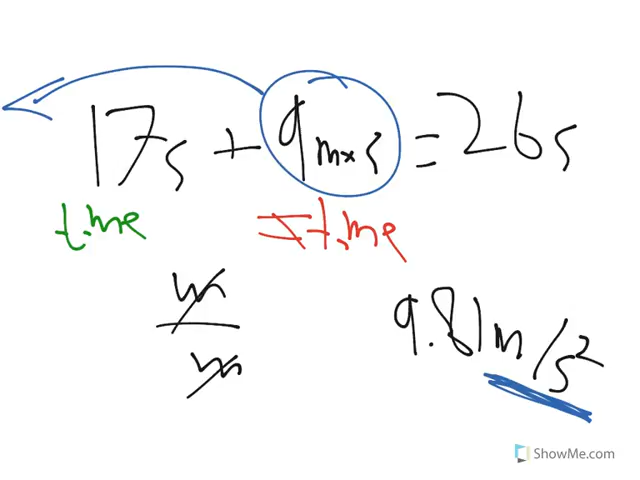 17s + 9m×s = 26s
time ≠ time
m
m
9.81m/s²
ShowMe.com